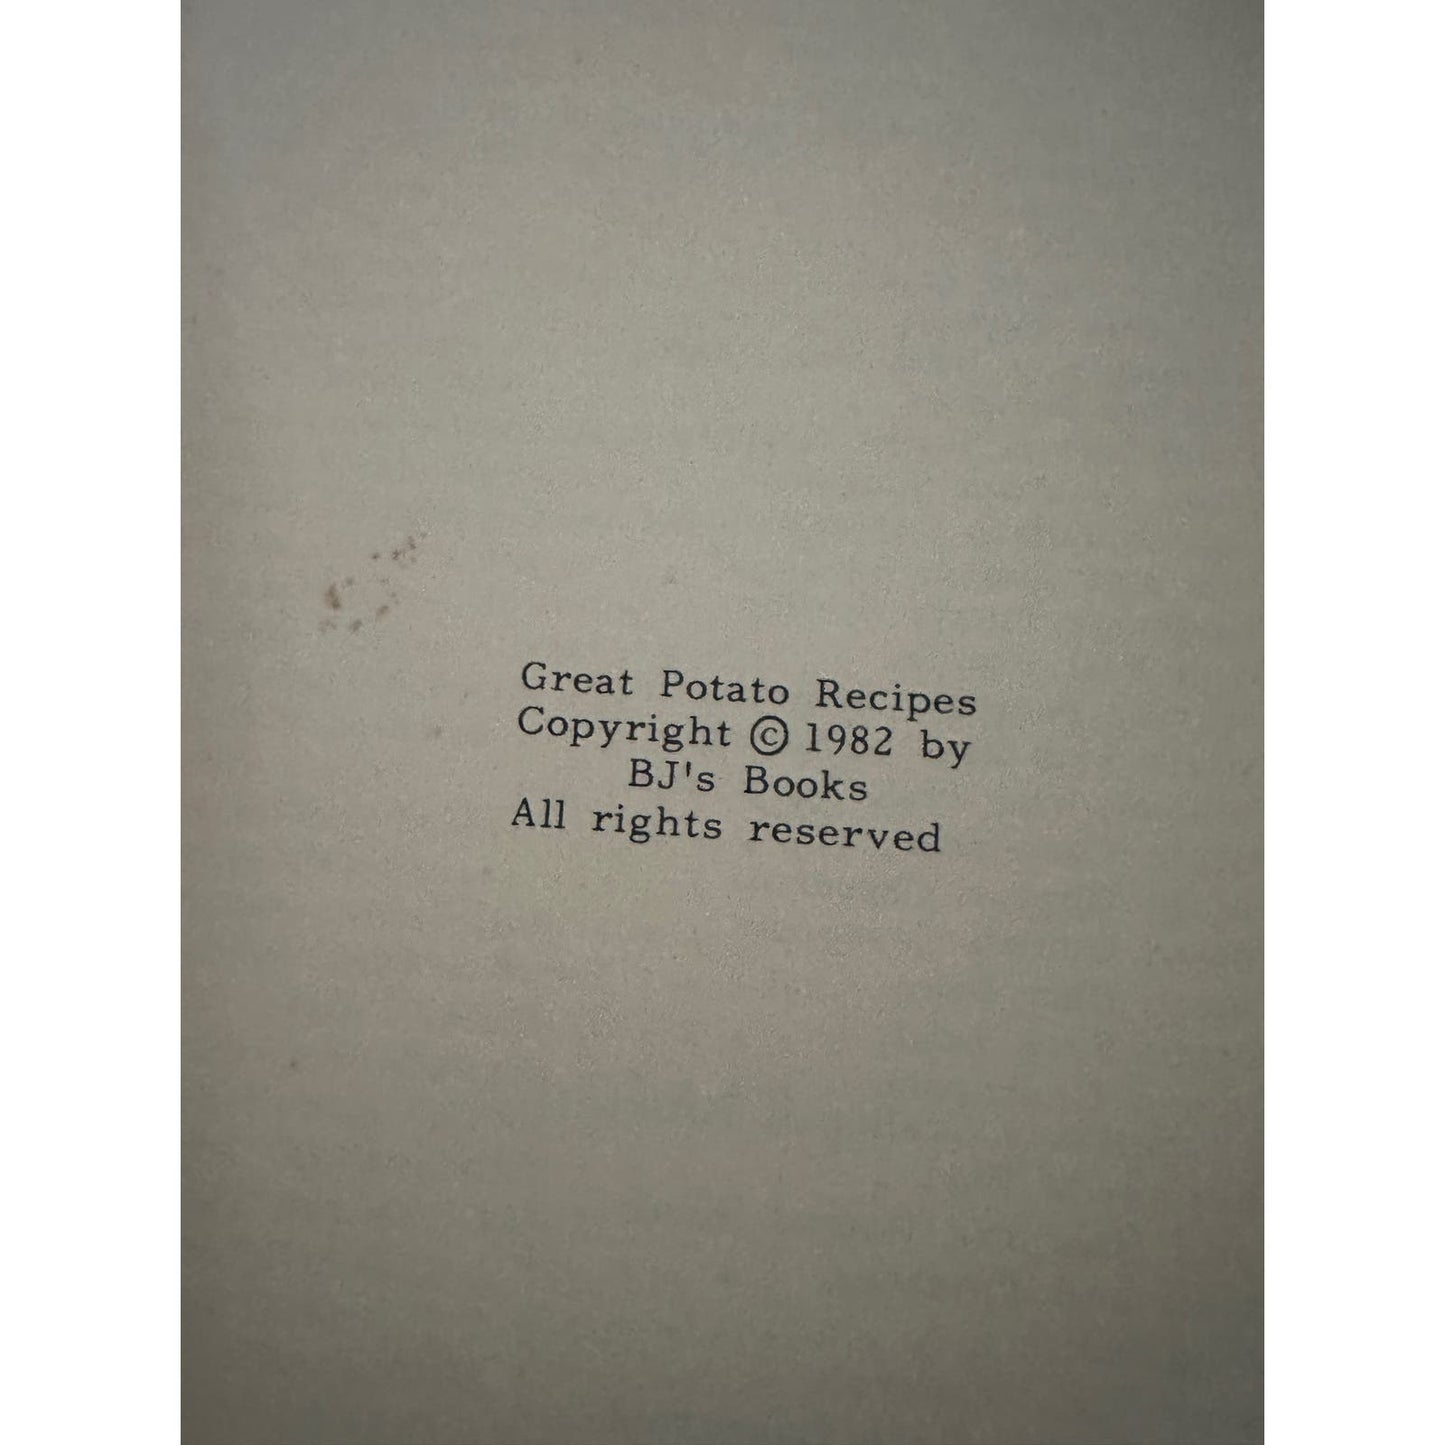 Great Potato Recipes
Copyright © 1982 by
BJ's Books
All rights reserved